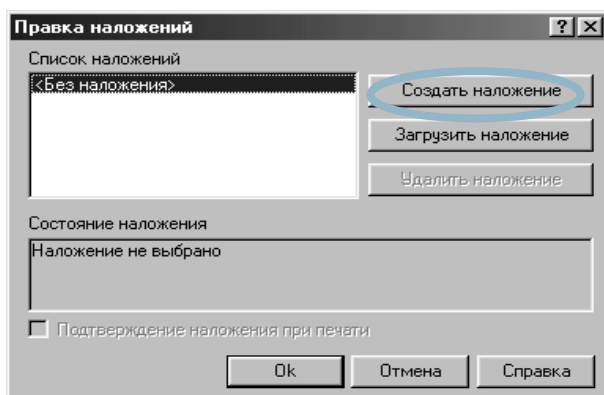 Правка наложений
Список наложений
<Без наложения>
Создать наложение
Загрузить наложение
Удалить наложение
Состояние наложения
Наложение не выбрано
Подтверждение наложения при печати
Ok Отмена Справка